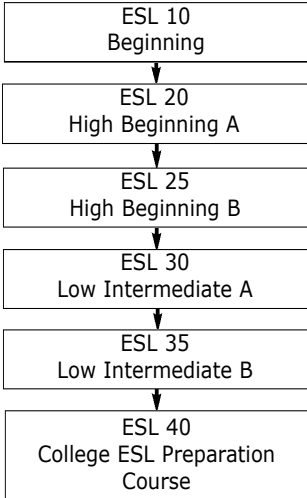 ESL 10
Beginning
ESL 20
High Beginning A
ESL 25
High Beginning B
ESL 30
Low Intermediate A
ESL 35
Low Intermediate B
ESL 40
College ESL Preparation
Course